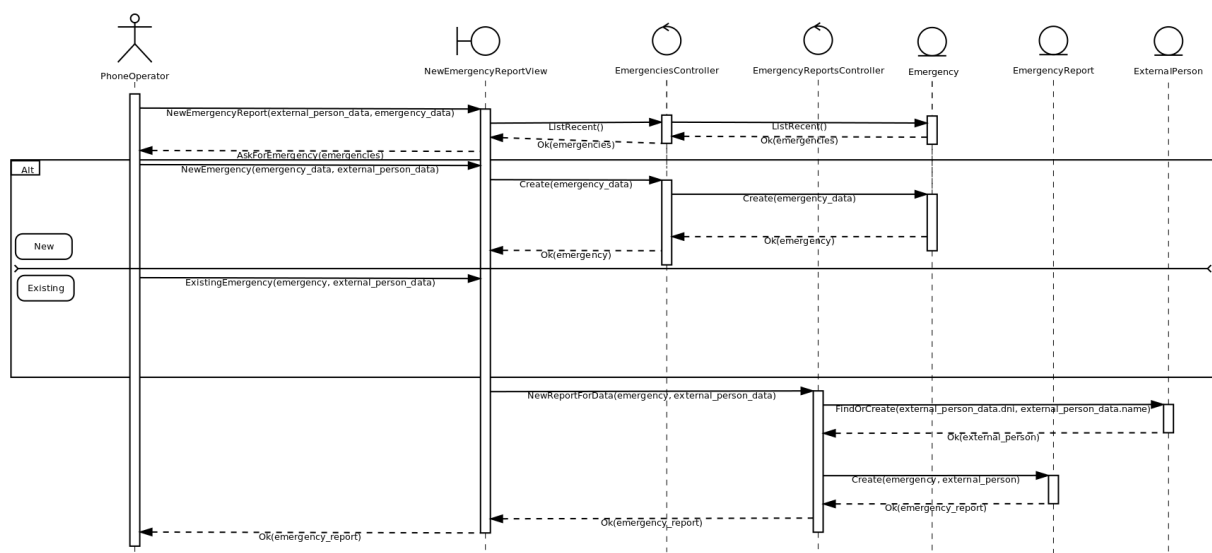 PhoneOperator
NewEmergencyReportView
EmergenciesController
EmergencyReportsController
Emergency
EmergencyReport
ExternalPerson
NewEmergencyReport(external_person_data, emergency_data)
ListRecent()
ListRecent()
Ok(emergencies)
Ok(emergencies)
AskForEmergency(emergencies)
Alt
NewEmergency(emergency_data, external_person_data)
Create(emergency_data)
Create(emergency_data)
Ok(emergency)
New
Ok(emergency)
ExistingEmergency(emergency, external_person_data)
Existing
NewReportForData(emergency, external_person_data)
FindOrCreate(external_person_data.dni, external_person_data.name)
Ok(external_person)
Create(emergency, external_person)
Ok(emergency_report)
Ok(emergency_report)
Ok(emergency_report)